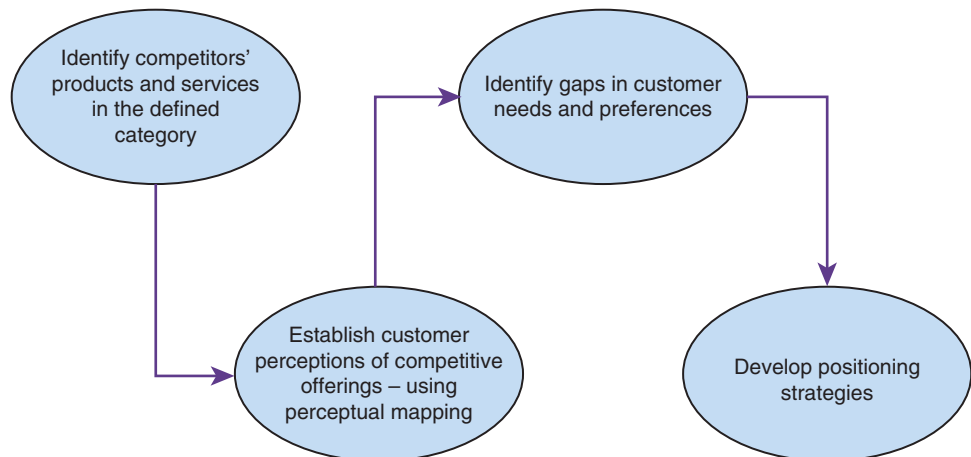 Identify competitors’
products and services
in the defined
category
Establish customer
perceptions of competitive
offerings – using
perceptual mapping
Identify gaps in customer
needs and preferences
Develop positioning
strategies